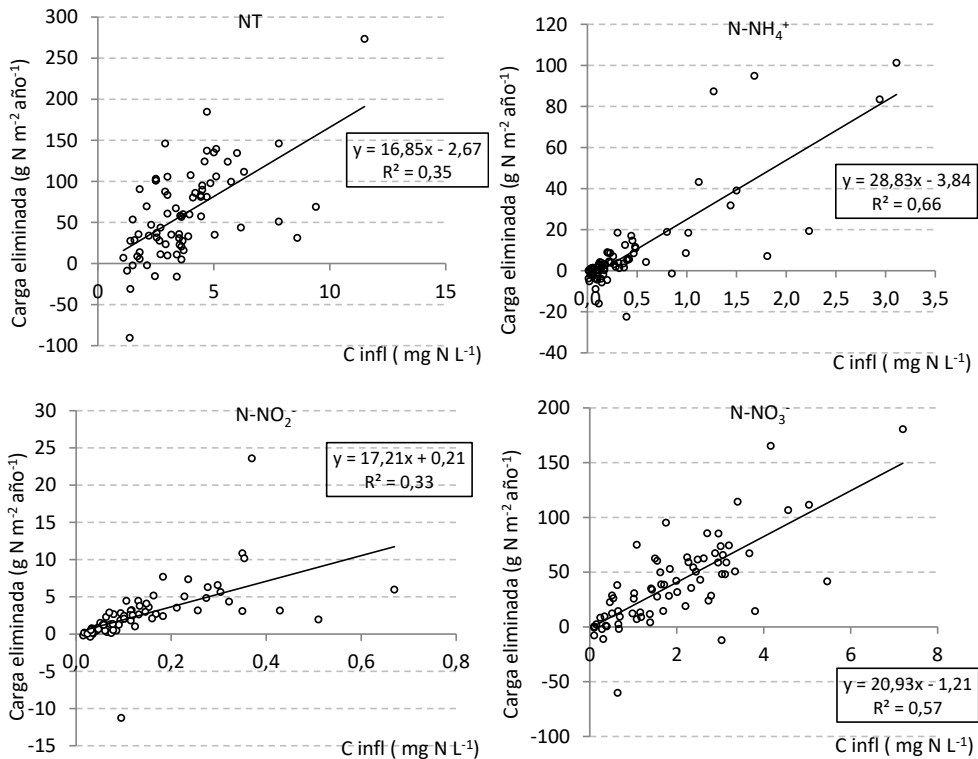 NT
Carga eliminada (g N m⁻² año⁻¹)
300
250
200
150
100
50
0
-50
-100
0
5
10
15
y = 16,85x - 2,67
R² = 0,35
C infl ( mg N L⁻¹)
N-NH₄⁺
Carga eliminada (g N m⁻² año⁻¹)
120
100
80
60
40
20
0
-20
-40
0,0 0,5 1,0 1,5 2,0 2,5 3,0 3,5
y = 28,83x - 3,84
R² = 0,66
C infl ( mg N L⁻¹)
N-NO₂⁻
Carga eliminada (g N m⁻² año⁻¹)
30
25
20
15
10
5
0
-5
-10
-15
0,0 0,2 0,4 0,6 0,8
y = 17,21x + 0,21
R² = 0,33
C infl ( mg N L⁻¹)
N-NO₃⁻
Carga eliminada (g N m⁻² año⁻¹)
200
150
100
50
0
-50
-100
0 2 4 6 8
y = 20,93x - 1,21
R² = 0,57
C infl ( mg N L⁻¹)